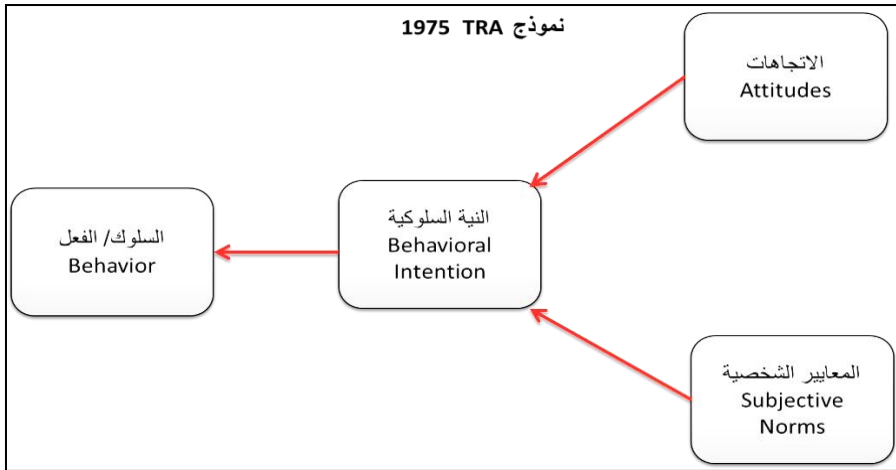 نموذج TRA 1975
الاتجاهات
Attitudes
النية السلوكية
Behavioral
Intention
السلوك/ الفعل
Behavior
المعايير الشخصية
Subjective
Norms